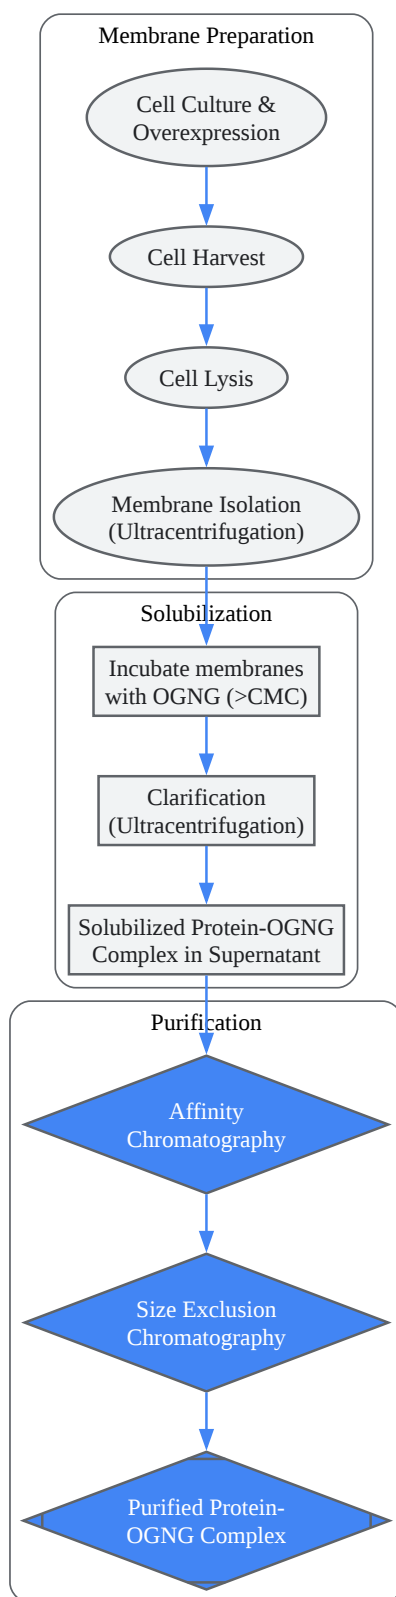 Membrane Preparation
Cell Culture &
Overexpression
Cell Harvest
Cell Lysis
Membrane Isolation
(Ultracentrifugation)
Solubilization
Incubate membranes
with OGNG (>CMC)
Clarification
(Ultracentrifugation)
Solubilized Protein-OGNG
Complex in Supernatant
Purification
Affinity
Chromatography
Size Exclusion
Chromatography
Purified Protein-
OGNG Complex